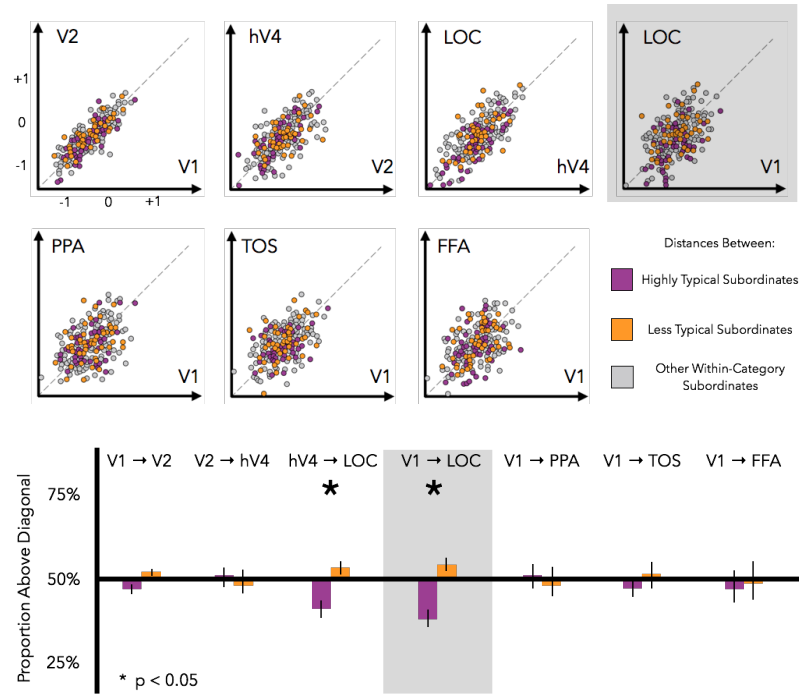 V2
hV4
LOC
LOC
+1
0
-1
V1
V2
hV4
V1
-1 0 +1
PPA
TOS
FFA
V1
V1
V1
Distances Between:
Highly Typical Subordinates
Less Typical Subordinates
Other Within-Category
Subordinates
V1 → V2
V2 → hV4
hV4 → LOC
V1 → LOC
V1 → PPA
V1 → TOS
V1 → FFA
* *
Proportion Above Diagonal
75%
50%
25%
* p < 0.05